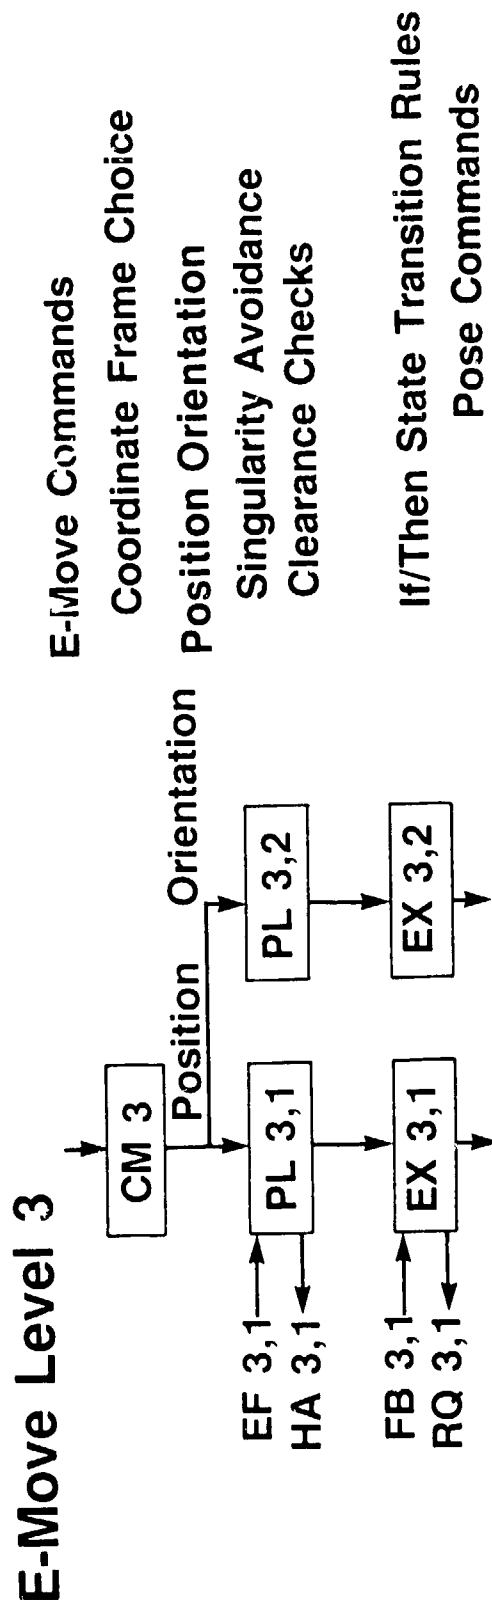 E-Move Level 3
E-Move Commands
CM 3
Coordinate Frame Choice
Position Orientation
Position Orientation
EF 3,1
HA 3,1
PL 3,1
PL 3,2
Singularity Avoidance
Clearance Checks
FB 3,1
RQ 3,1
EX 3,1
EX 3,2
If/Then State Transition Rules
Pose Commands